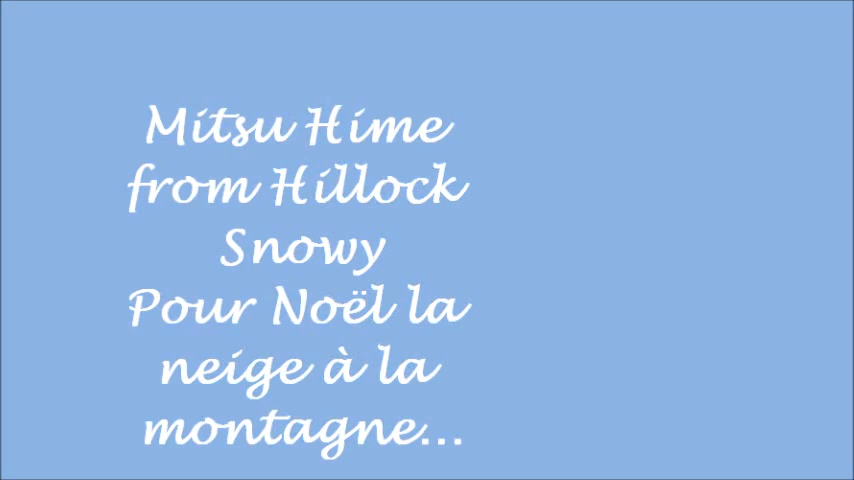 Mitsu Hime
from Hillock
Snowy
Pour Noël la
neige à la
montagne...